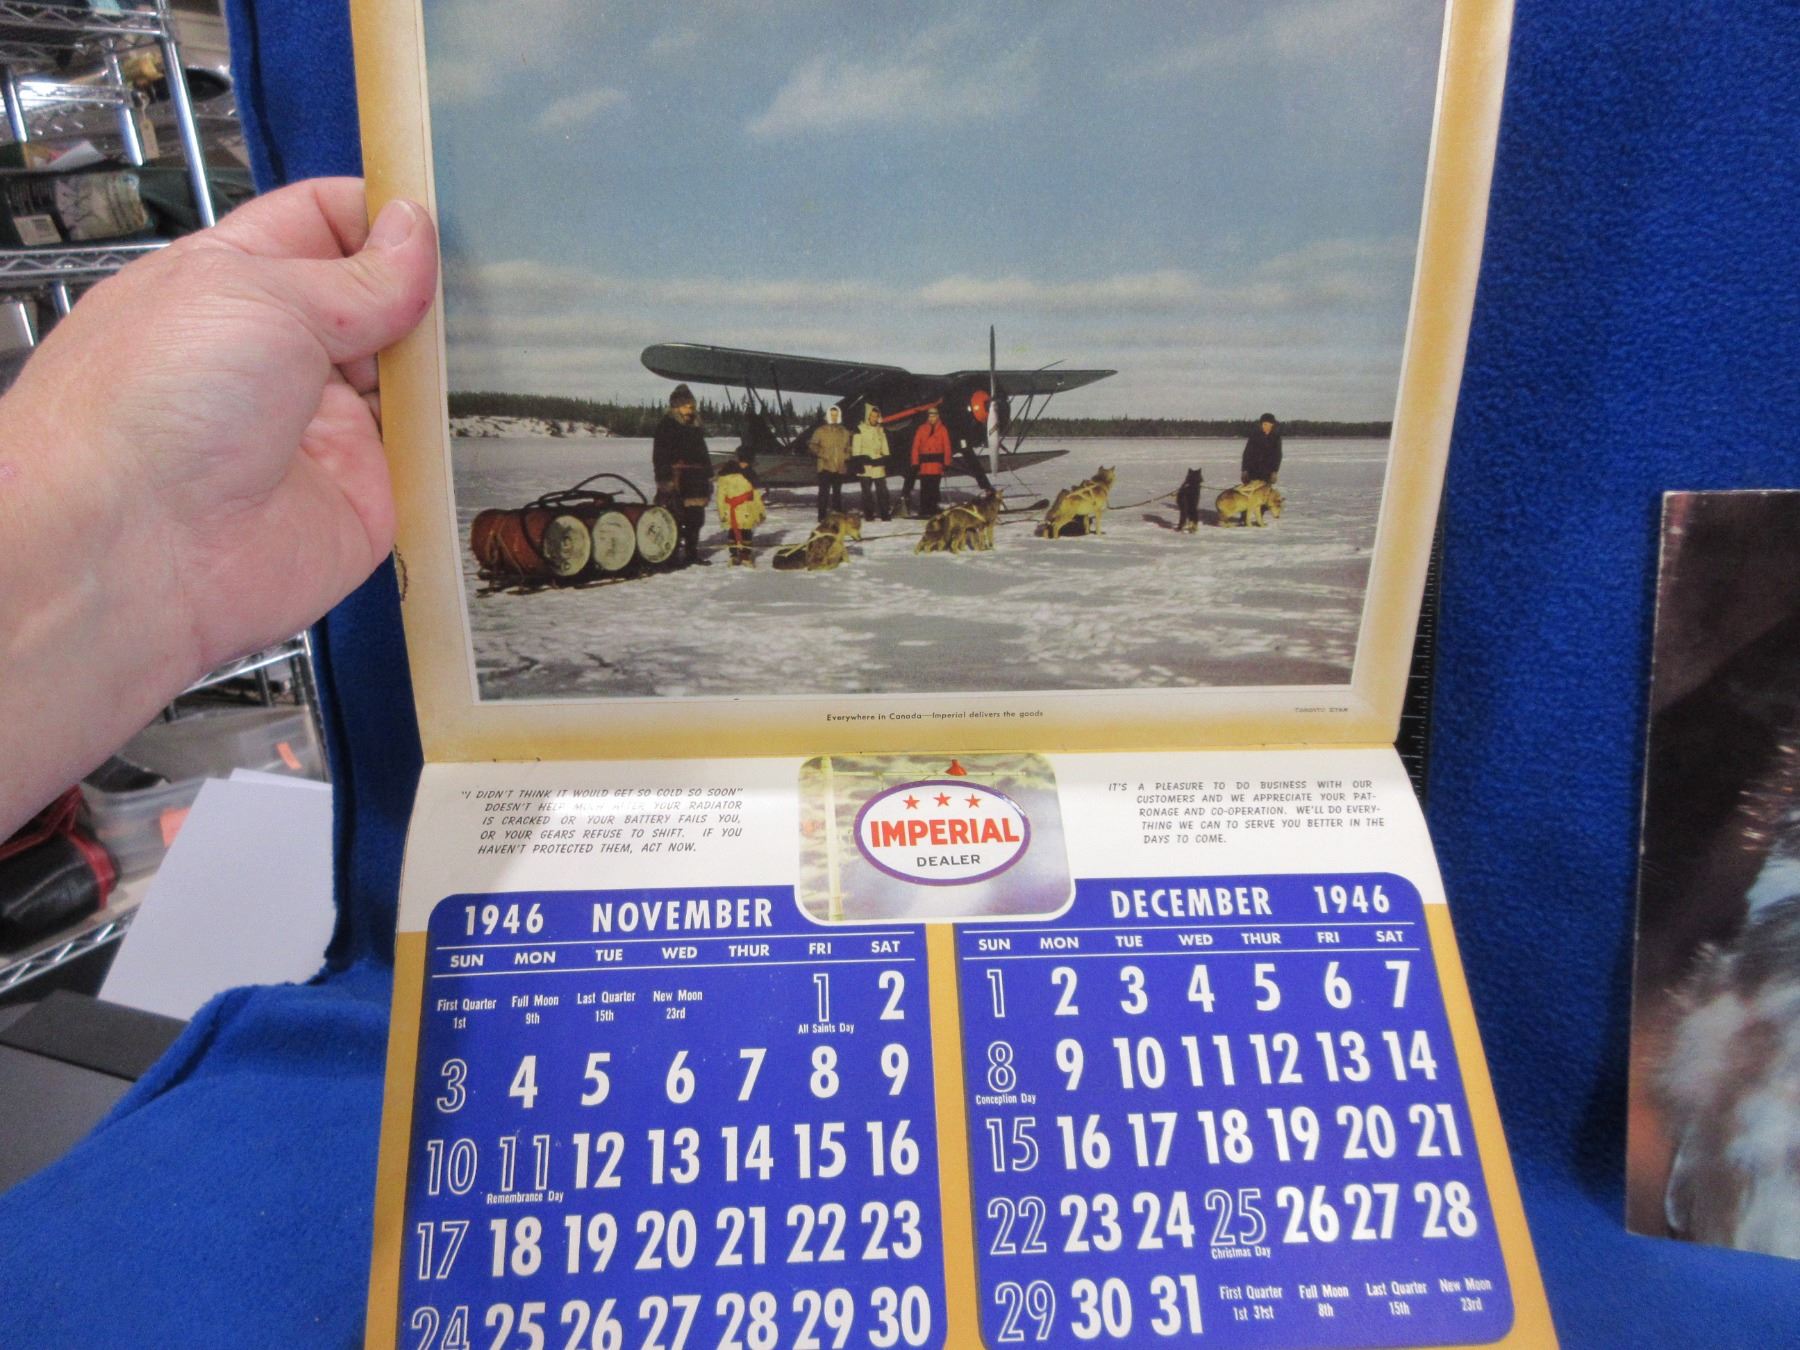 Everywhere in Canada—Imperial delivers the goods
TORONTO STAR
"I DIDN'T THINK IT WOULD GET SO COLD SO SOON"
DOESN'T HELP MUCH AFTER YOUR RADIATOR
IS CRACKED OR YOUR BATTERY FAILS YOU,
OR YOUR GEARS REFUSE TO SHIFT. IF YOU
HAVEN'T PROTECTED THEM, ACT NOW.
IMPERIAL
DEALER
IT'S A PLEASURE TO DO BUSINESS WITH OUR
CUSTOMERS AND WE APPRECIATE YOUR PAT-
RONAGE AND CO-OPERATION. WE'LL DO EVERY-
THING WE CAN TO SERVE YOU BETTER IN THE
DAYS TO COME.
1946 NOVEMBER
SUN MON TUE WED THUR FRI SAT
First Quarter Full Moon Last Quarter New Moon 1 2
1st 9th 15th 23rd All Saints Day
3 4 5 6 7 8 9
10 11 12 13 14 15 16
Remembrance Day
17 18 19 20 21 22 23
24 25 26 27 28 29 30
DECEMBER 1946
SUN MON TUE WED THUR FRI SAT
1 2 3 4 5 6 7
8 9 10 11 12 13 14
Conception Day
15 16 17 18 19 20 21
22 23 24 25 26 27 28
Christmas Day
29 30 31 First Quarter Full Moon Last Quarter New Moon
1st 31st 8th 15th 23rd